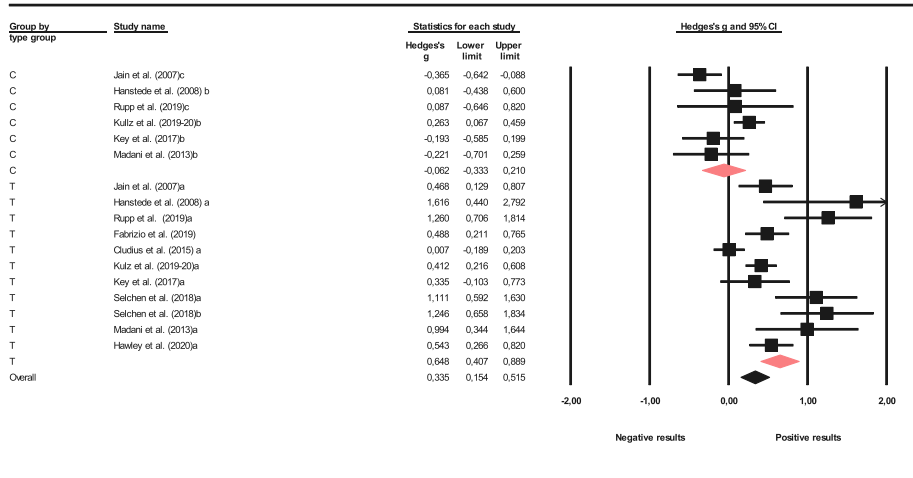 Group by Study name Statistics for each study Hedges's g and 95% CI
type group
Hedges's Lower Upper
g limit limit
C Jain et al. (2007)c -0,365 -0,642 -0,088
C Hanstede et al. (2008) b 0,081 -0,438 0,600
C Rupp et al. (2019)c 0,087 -0,646 0,820
C Kullz et al. (2019-20)b 0,263 0,067 0,459
C Key et al. (2017)b -0,193 -0,585 0,199
C Madani et al. (2013)b -0,221 -0,701 0,259
C -0,062 -0,333 0,210
T Jain et al. (2007)a 0,468 0,129 0,807
T Hanstede et al. (2008) a 1,616 0,440 2,792
T Rupp et al. (2019)a 1,260 0,706 1,814
T Fabrizio et al. (2019) 0,488 0,211 0,765
T Cludius et al. (2015) a 0,007 -0,189 0,203
T Kulz et al. (2019-20)a 0,412 0,216 0,608
T Key et al. (2017)a 0,335 -0,103 0,773
T Selchen et al. (2018)a 1,111 0,592 1,630
T Selchen et al. (2018)b 1,246 0,658 1,834
T Madani et al. (2013)a 0,994 0,344 1,644
T Hawley et al. (2020)a 0,543 0,266 0,820
T 0,648 0,407 0,889
Overall 0,335 0,154 0,515
-2,00 -1,00 0,00 1,00 2,00
Negative results Positive results